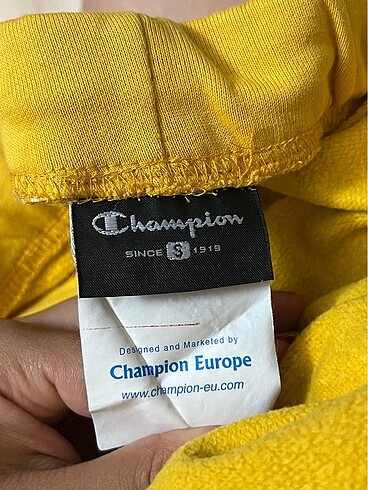 Champion
SINCE S 1919
Designed and Marketed by
Champion Europe
www.champion-eu.com